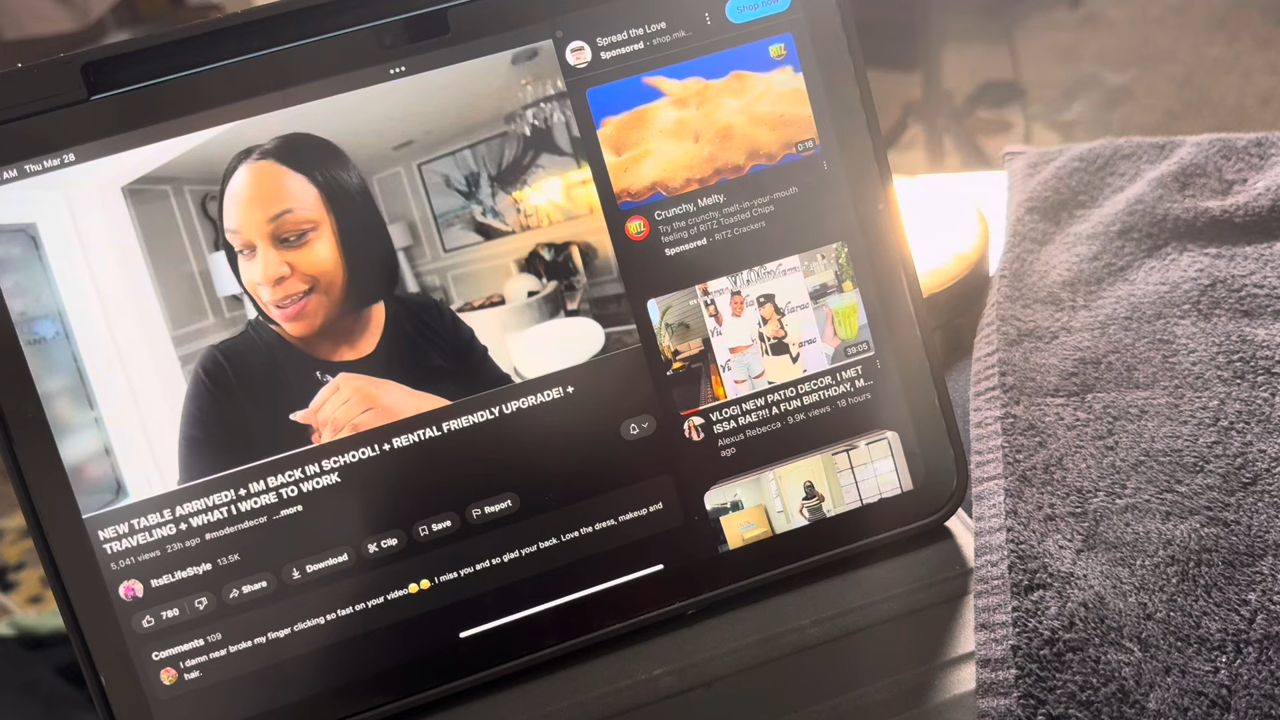 AM Thu Mar 28
NEW TABLE ARRIVED! + IM BACK IN SCHOOL! + RENTAL FRIENDLY UPGRADE! +
TRAVELING + WHAT I WORE TO WORK
5,041 views 23h ago #moderndecor ...more
ItsELifeStyle 13.5K
780
Share
Download
Clip
Save
Report
Comments 109
I damn near broke my finger clicking so fast on your video. I miss you and so glad your back. Love the dress, makeup and
hair.
Shop now
Spread the Love
Sponsored · shop.mik...
RITZ
0:16
RITZ
Crunchy, Melty.
Try the crunchy, melt-in-your-mouth
feeling of RITZ Toasted Chips
Sponsored · RITZ Crackers
VLOG
39:05
VLOG| NEW PATIO DECOR, I MET
ISSA RAE?!! A FUN BIRTHDAY, M...
Alexus Rebecca · 9.9K views · 18 hours
ago